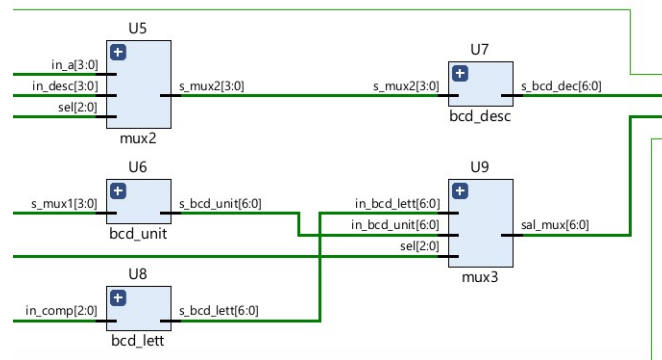 U5
in_a[3:0]
in_desc[3:0]
sel[2:0]
s_mux2[3:0]
mux2
U7
s_mux2[3:0]
s_bcd_dec[6:0]
bcd_desc
U6
s_mux1[3:0]
s_bcd_unit[6:0]
bcd_unit
U9
in_bcd_lett[6:0]
in_bcd_unit[6:0]
sel[2:0]
sal_mux[6:0]
mux3
U8
in_comp[2:0]
s_bcd_lett[6:0]
bcd_lett